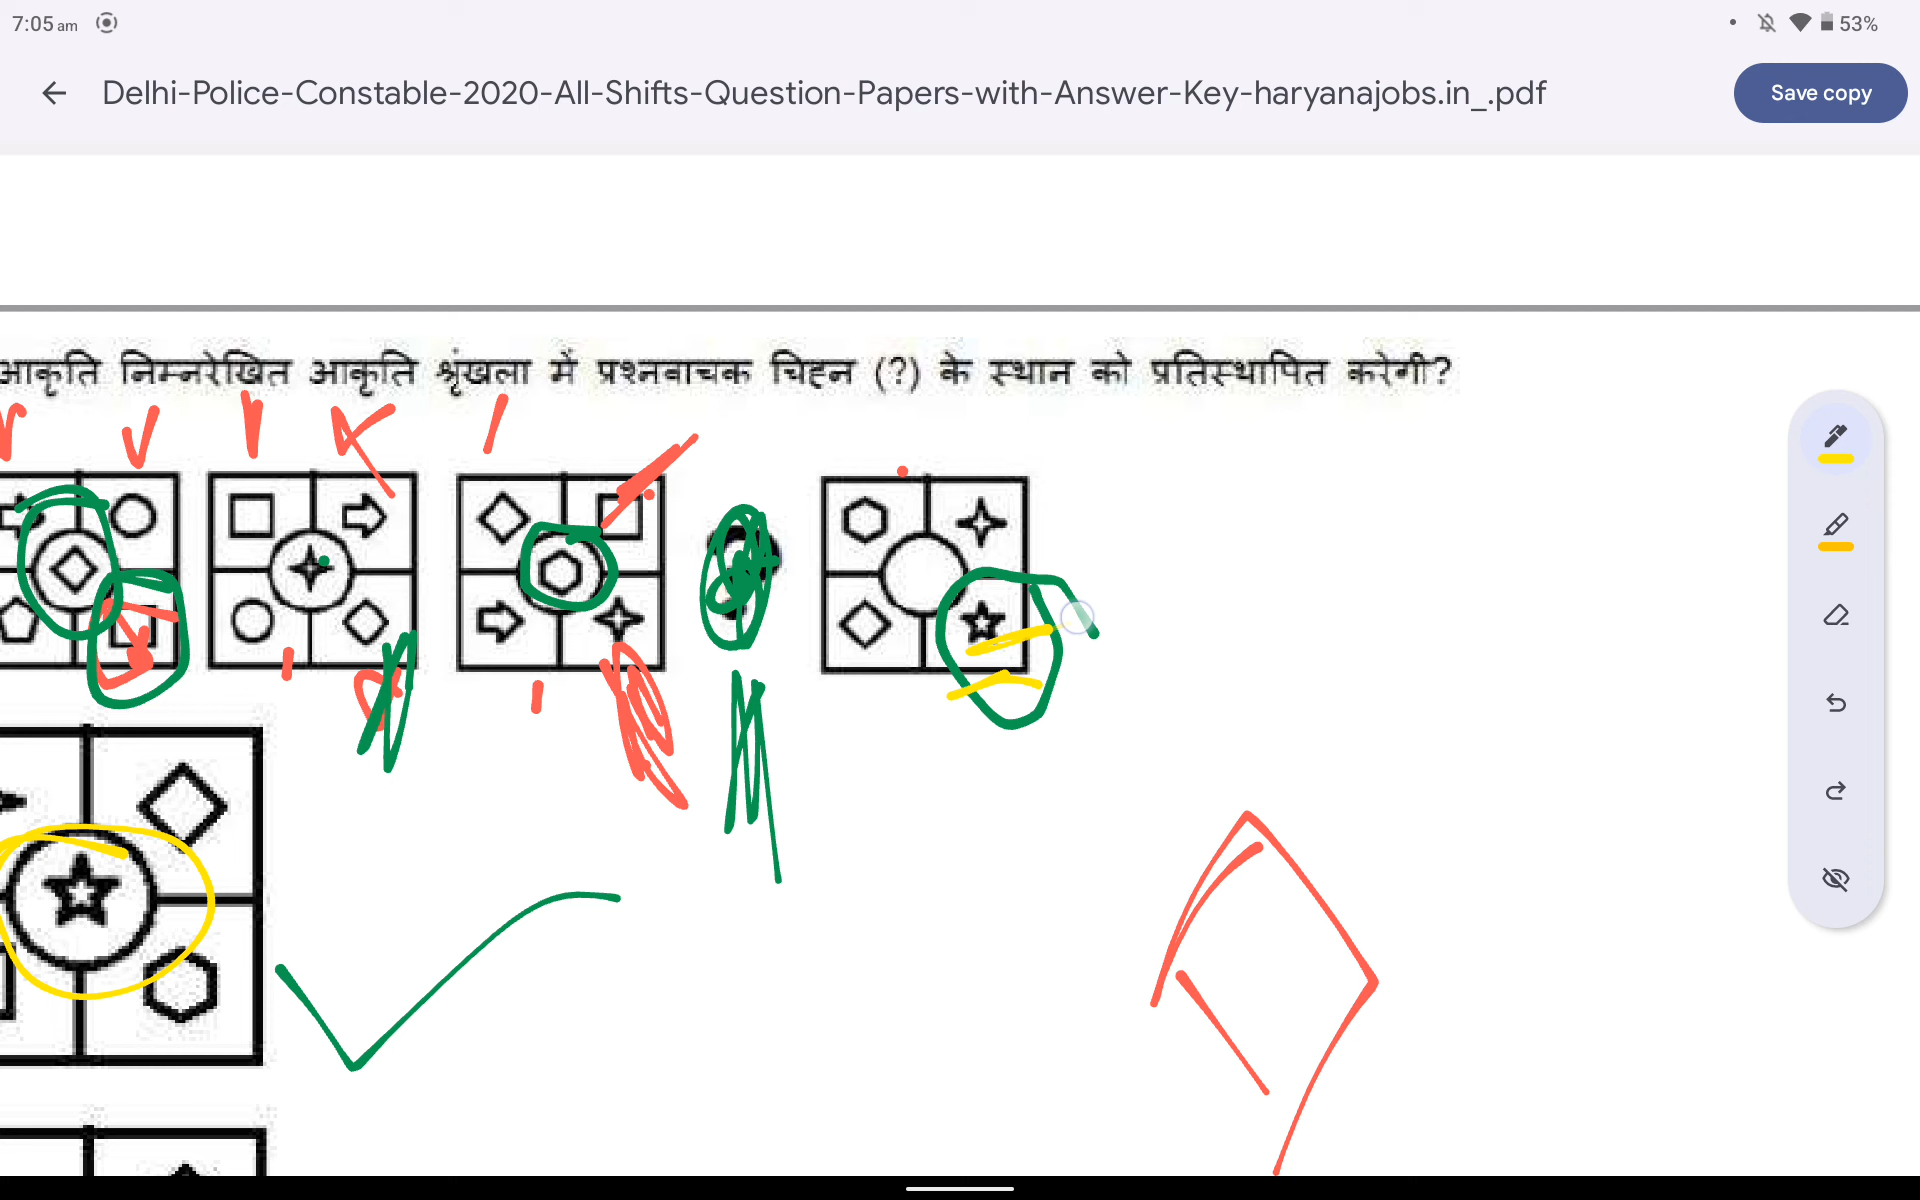 7:05 am
53%
Delhi-Police-Constable-2020-All-Shifts-Question-Papers-with-Answer-Key-haryanajobs.in_.pdf
Save copy
आकृति निम्नरेखित आकृति श्रृंखला में प्रश्नवाचक चिह्न (?) के स्थान को प्रतिस्थापित करेगी?